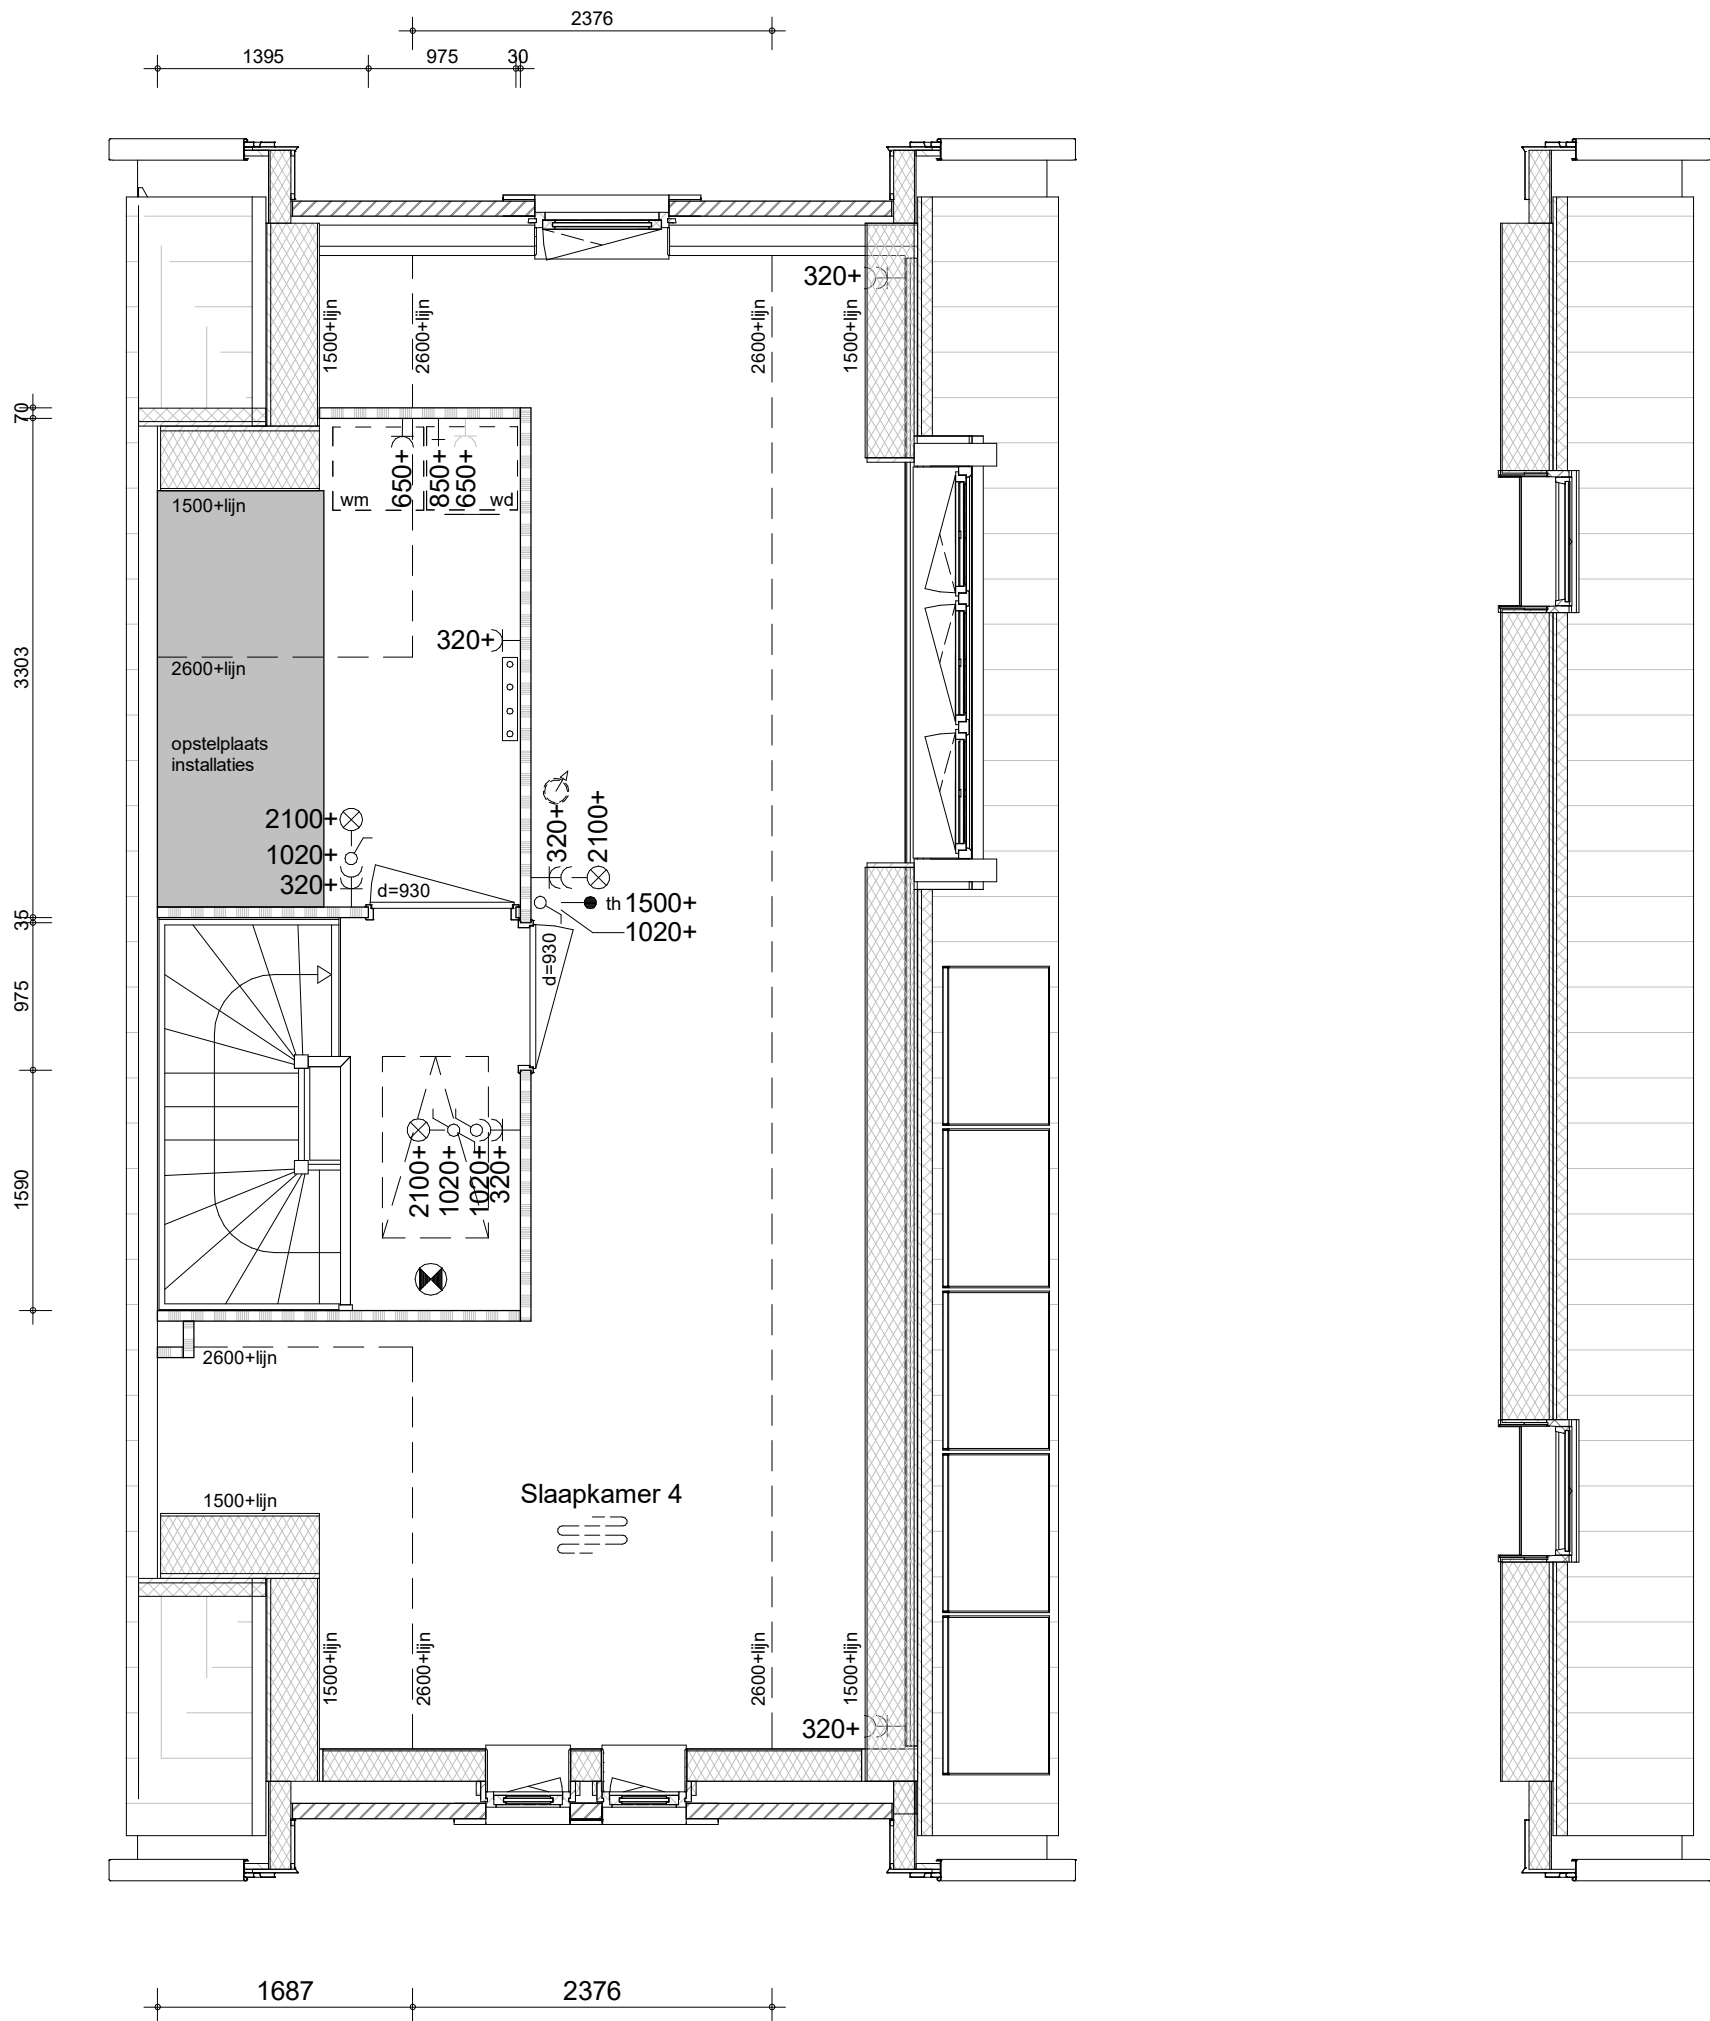 2376
1395
975
30
320+
1500+lijn
2600+lijn
2600+lijn
1500+lijn
70
650+
850+
650+
wm
wd
1500+lijn
320+
3303
2600+lijn
opstelplaats
installaties
2100+
1020+
320+
320+
2100+
d=930
th 1500+
1020+
35
d=930
975
2100+
1020+
1020+
320+
1590
2600+lijn
1500+lijn
Slaapkamer 4
1500+lijn
2600+lijn
2600+lijn
1500+lijn
320+
1687
2376